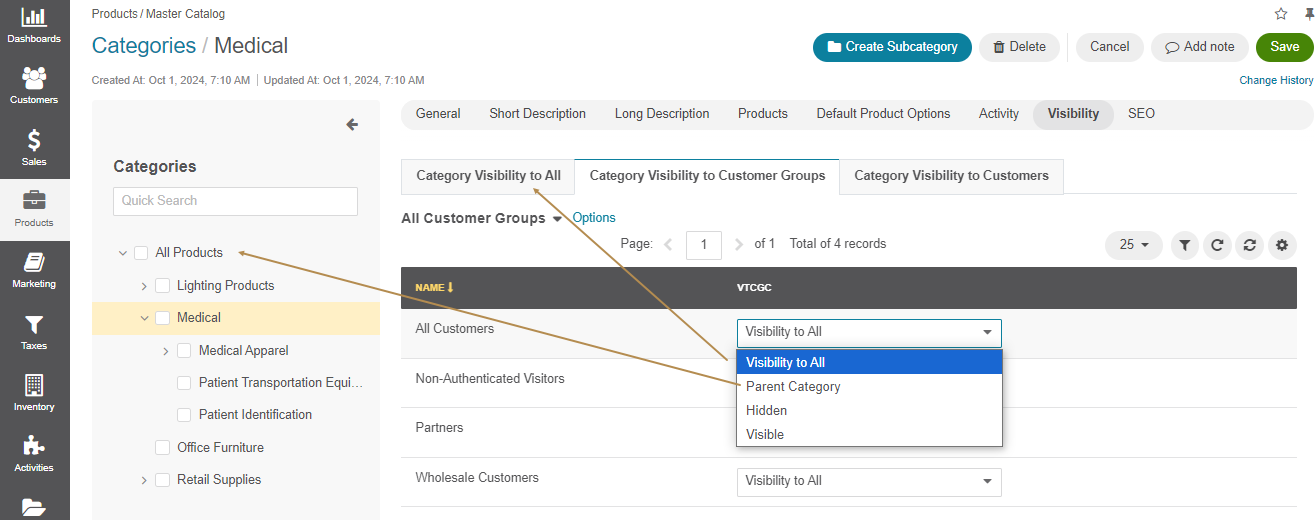 Dashboards
Customers
Sales
Products
Marketing
Taxes
Inventory
Activities
Products / Master Catalog
Categories / Medical
Create Subcategory
Delete
Cancel
Add note
Save
Created At: Oct 1, 2024, 7:10 AM | Updated At: Oct 1, 2024, 7:10 AM
Change History
Categories
Quick Search
All Products
Lighting Products
Medical
Medical Apparel
Patient Transportation Equi...
Patient Identification
Office Furniture
Retail Supplies
General Short Description Long Description Products Default Product Options Activity Visibility SEO
Category Visibility to All Category Visibility to Customer Groups Category Visibility to Customers
All Customer Groups Options
Page: 1 of 1 Total of 4 records 25
NAME VTCGC
All Customers Visibility to All
Visibility to All
Parent Category
Hidden
Visible
Non-Authenticated Visitors
Partners
Wholesale Customers Visibility to All